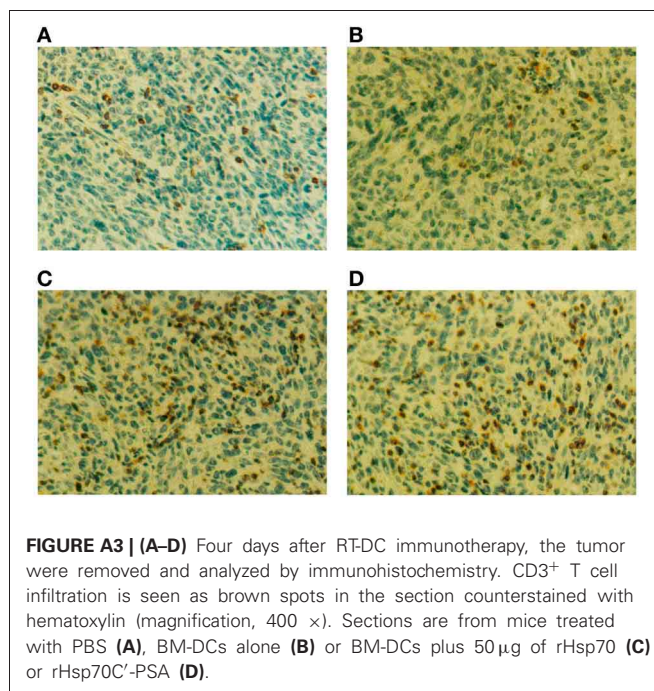 A B
C D
FIGURE A3 | (A–D) Four days after RT-DC immunotherapy, the tumor
were removed and analyzed by immunohistochemistry. CD3⁺ T cell
infiltration is seen as brown spots in the section counterstained with
hematoxylin (magnification, 400 ×). Sections are from mice treated
with PBS (A), BM-DCs alone (B) or BM-DCs plus 50 µg of rHsp70 (C)
or rHsp70C′-PSA (D).